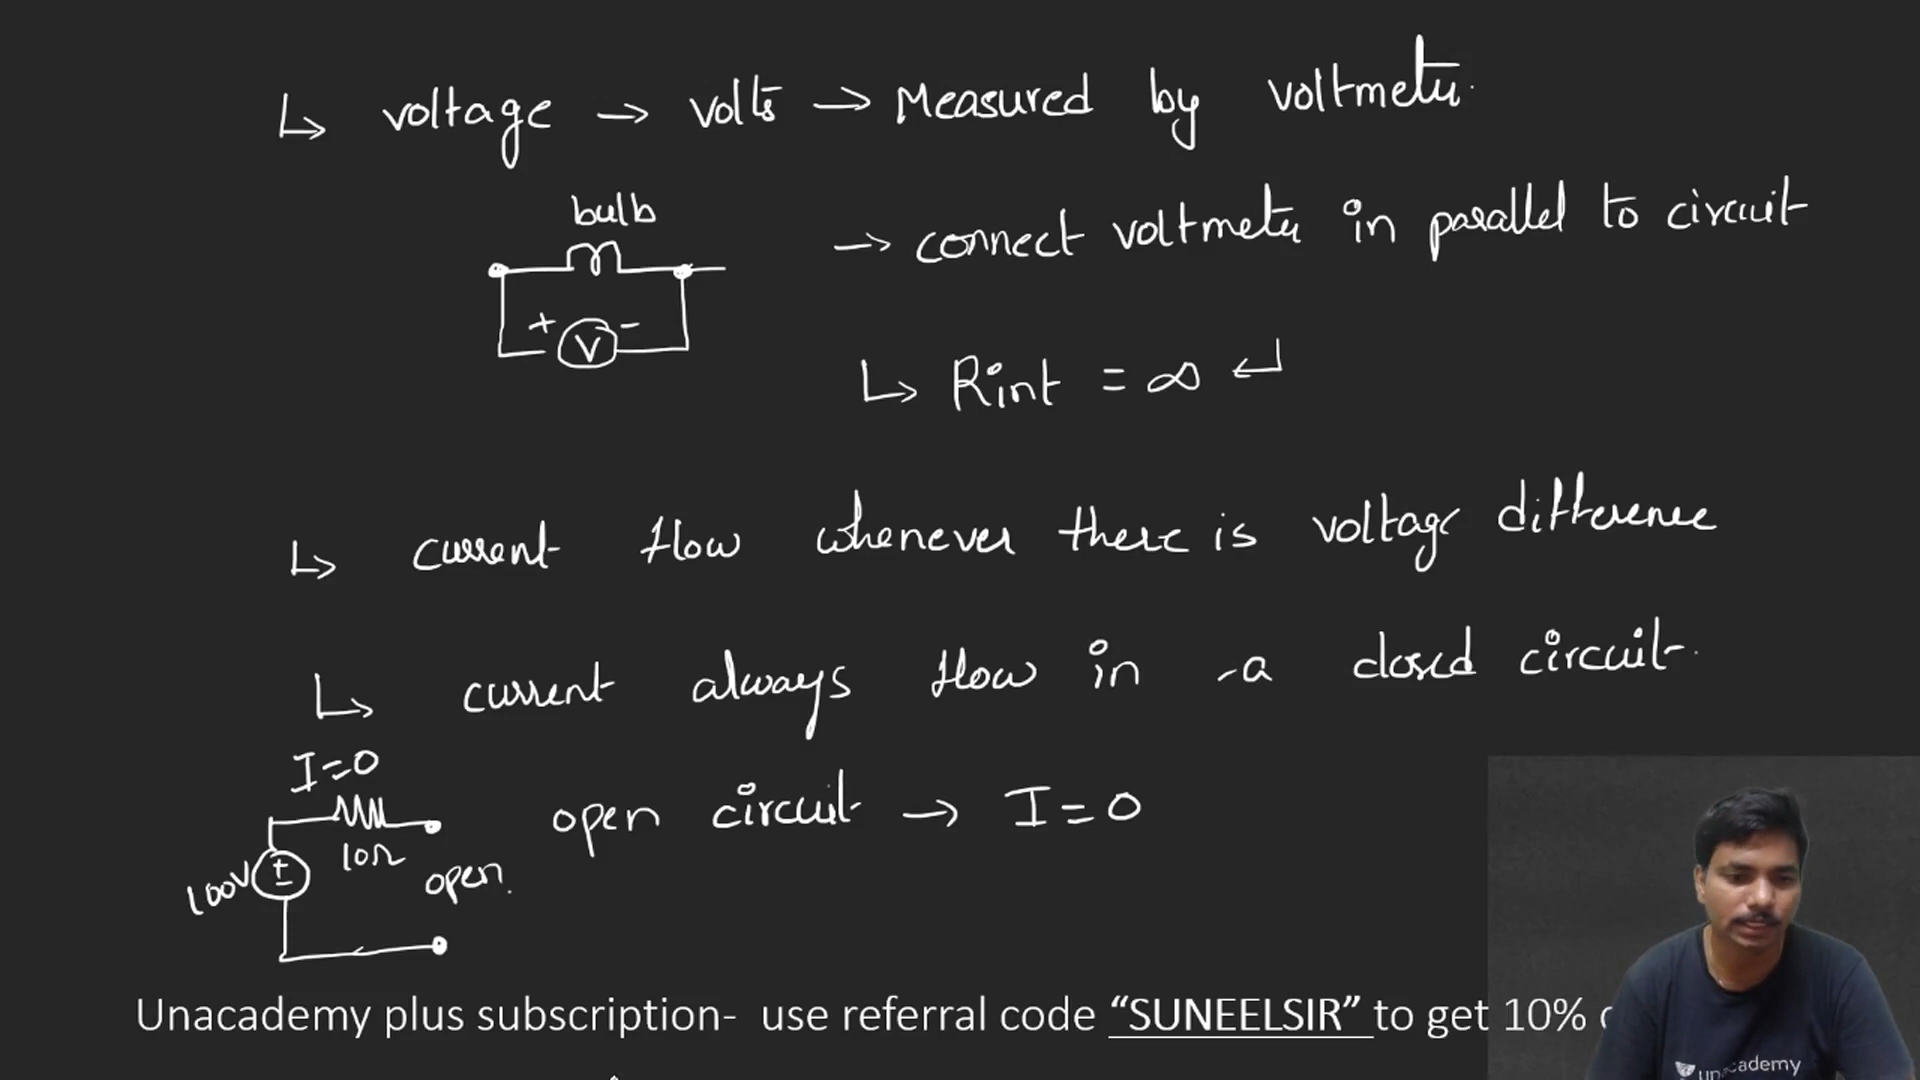 ↳ voltage → volts → Measured by voltmeter.
bulb
→ connect voltmeter in parallel to circuit
+ V -
↳ Rint = ∞ ↵
↳ current flow whenever there is voltage difference
↳ current always flow in a closed circuit.
I=0
open circuit → I = 0
10Ω
100V ±
open.
Unacademy plus subscription- use referral code “SUNEELSIR” to get 10%
unacademy